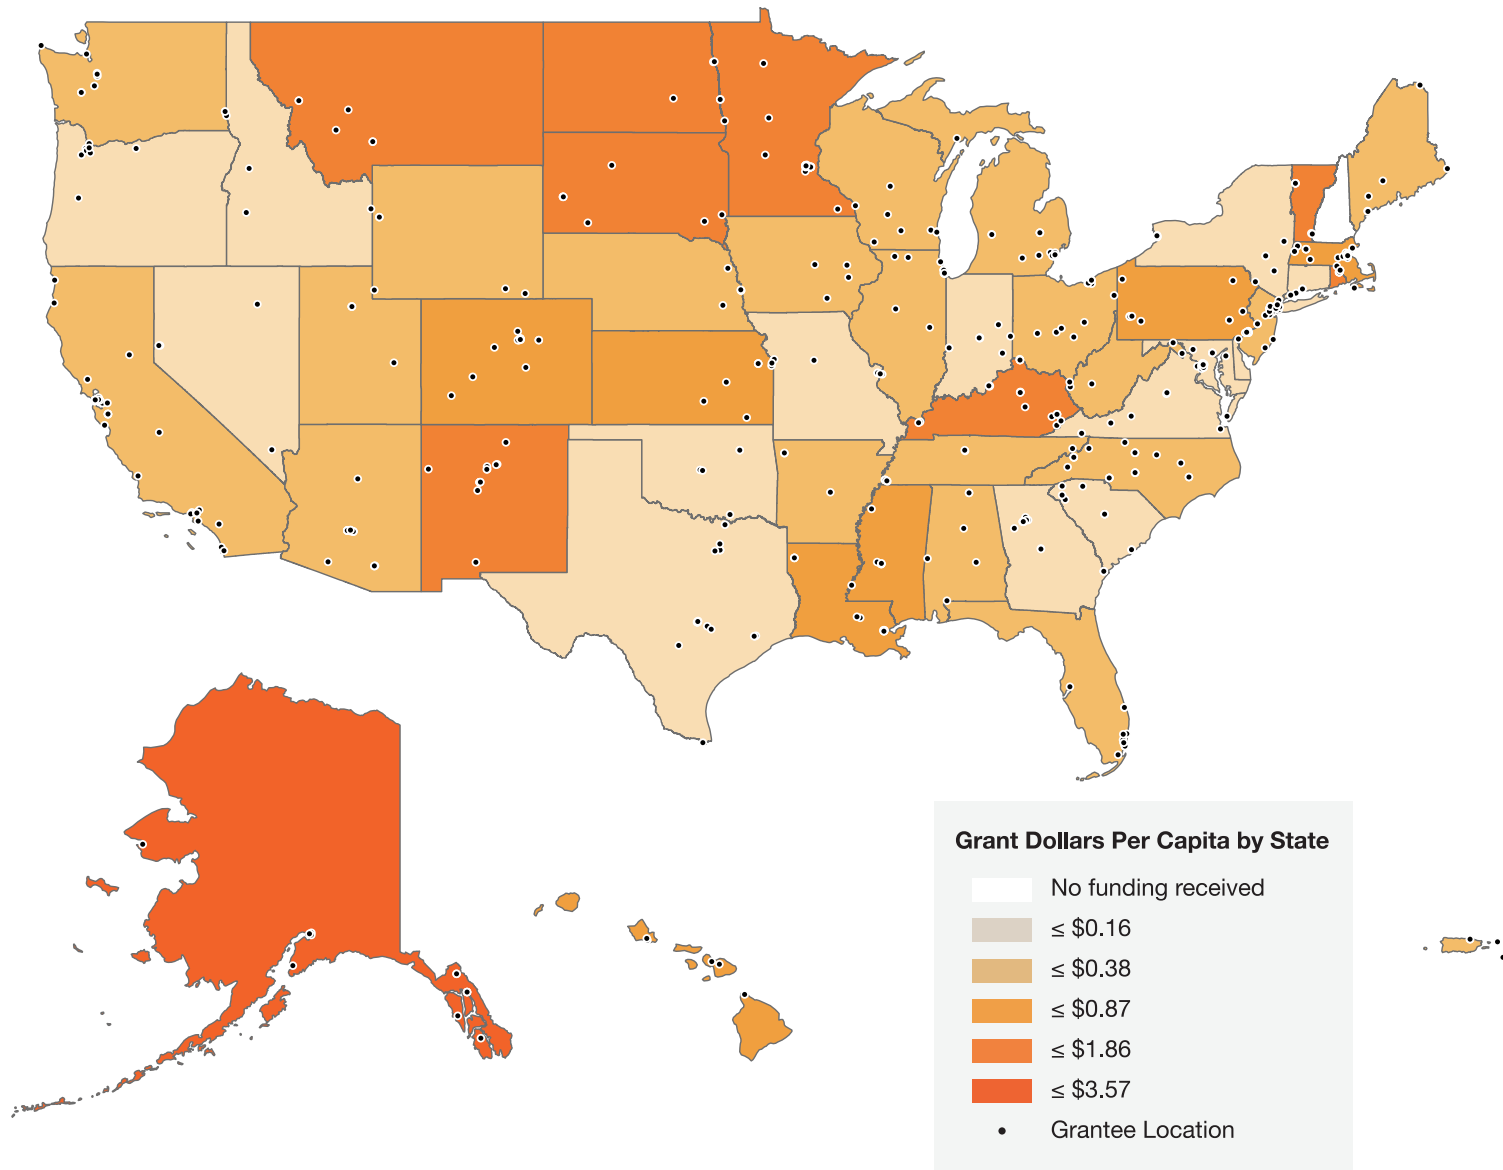 Grant Dollars Per Capita by State
No funding received
≤ $0.16
≤ $0.38
≤ $0.87
≤ $1.86
≤ $3.57
Grantee Location